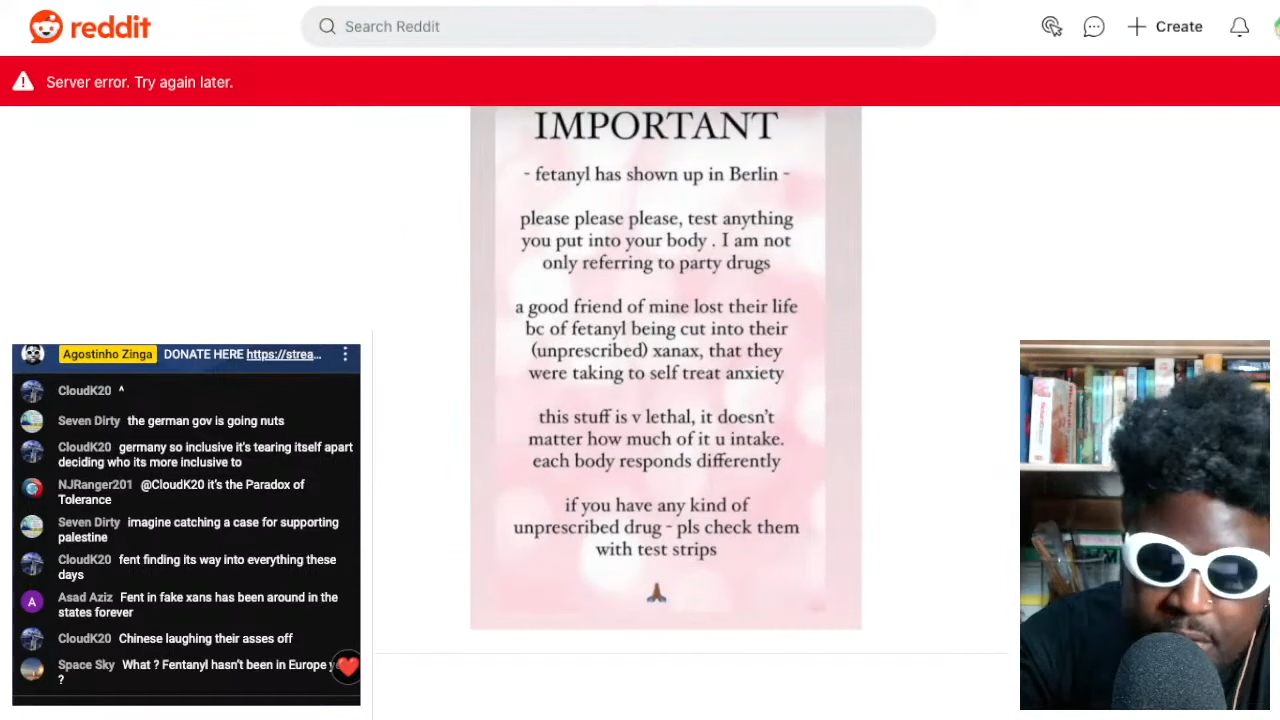 reddit
Search Reddit
Create
Server error. Try again later.
IMPORTANT
- fetanyl has shown up in Berlin -
please please please, test anything
you put into your body . I am not
only referring to party drugs
a good friend of mine lost their life
bc of fetanyl being cut into their
(unprescribed) xanax, that they
were taking to self treat anxiety
this stuff is v lethal, it doesn't
matter how much of it u intake.
each body responds differently
if you have any kind of
unprescribed drug - pls check them
with test strips
Agostinho Zinga DONATE HERE https://strea...
CloudK20 ^
Seven Dirty the german gov is going nuts
CloudK20 germany so inclusive it's tearing itself apart
deciding who its more inclusive to
NJRanger201 @CloudK20 it's the Paradox of
Tolerance
Seven Dirty imagine catching a case for supporting
palestine
CloudK20 fent finding its way into everything these
days
A Asad Aziz Fent in fake xans has been around in the
states forever
CloudK20 Chinese laughing their asses off
Space Sky What ? Fentanyl hasn't been in Europe
?